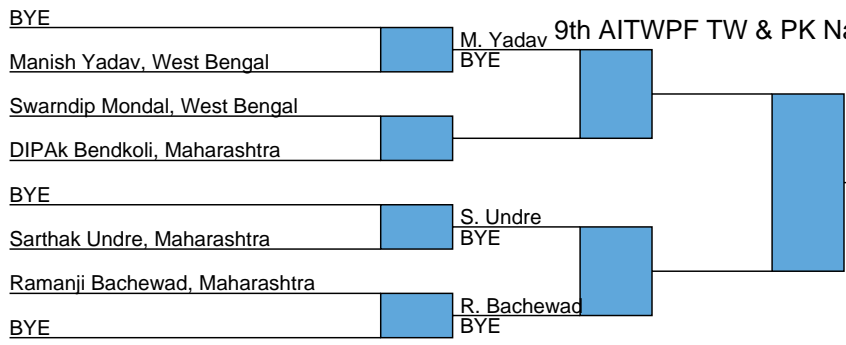 BYE
M. Yadav 9th AITWPF TW & PK Na
BYE
Manish Yadav, West Bengal
Swarndip Mondal, West Bengal
DIPAk Bendkoli, Maharashtra
BYE
S. Undre
BYE
Sarthak Undre, Maharashtra
Ramanji Bachewad, Maharashtra
R. Bachewad
BYE
BYE